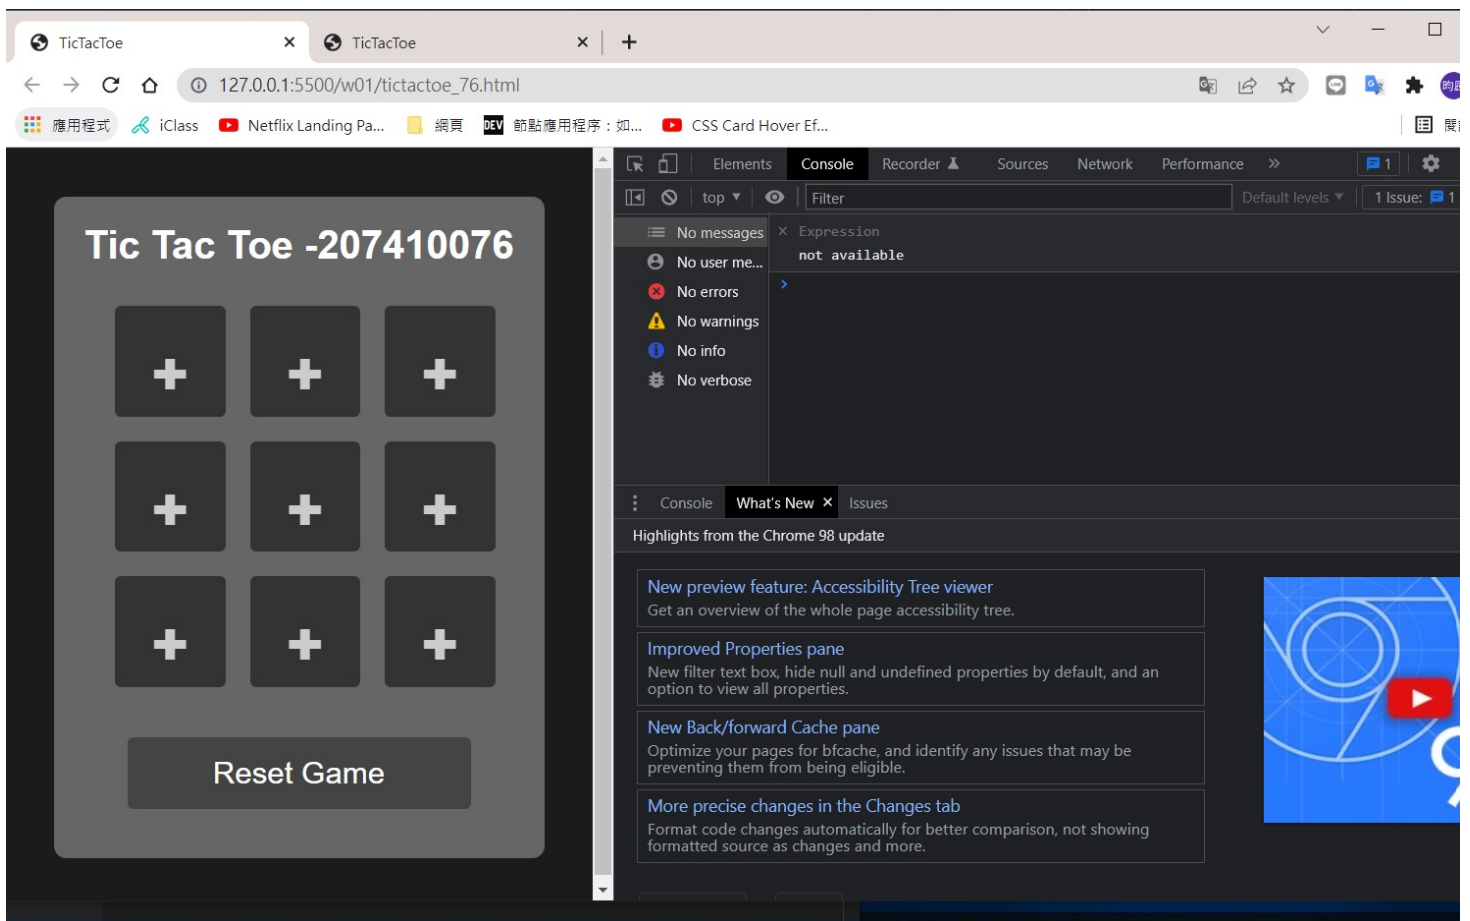 TicTacToe
TicTacToe
127.0.0.1:5500/w01/tictactoe_76.html
應用程式 iClass Netflix Landing Pa... 網頁 DEV 節點應用程序：如... CSS Card Hover Ef...
Tic Tac Toe -207410076
Reset Game
Elements Console Recorder Sources Network Performance 1
top Filter Default levels 1 Issue: 1
No messages
No user me...
No errors
No warnings
No info
No verbose
Expression
not available
Console What's New Issues
Highlights from the Chrome 98 update
New preview feature: Accessibility Tree viewer
Get an overview of the whole page accessibility tree.
Improved Properties pane
New filter text box, hide null and undefined properties by default, and an
option to view all properties.
New Back/forward Cache pane
Optimize your pages for bfcache, and identify any issues that may be
preventing them from being eligible.
More precise changes in the Changes tab
Format code changes automatically for better comparison, not showing
formatted source as changes and more.